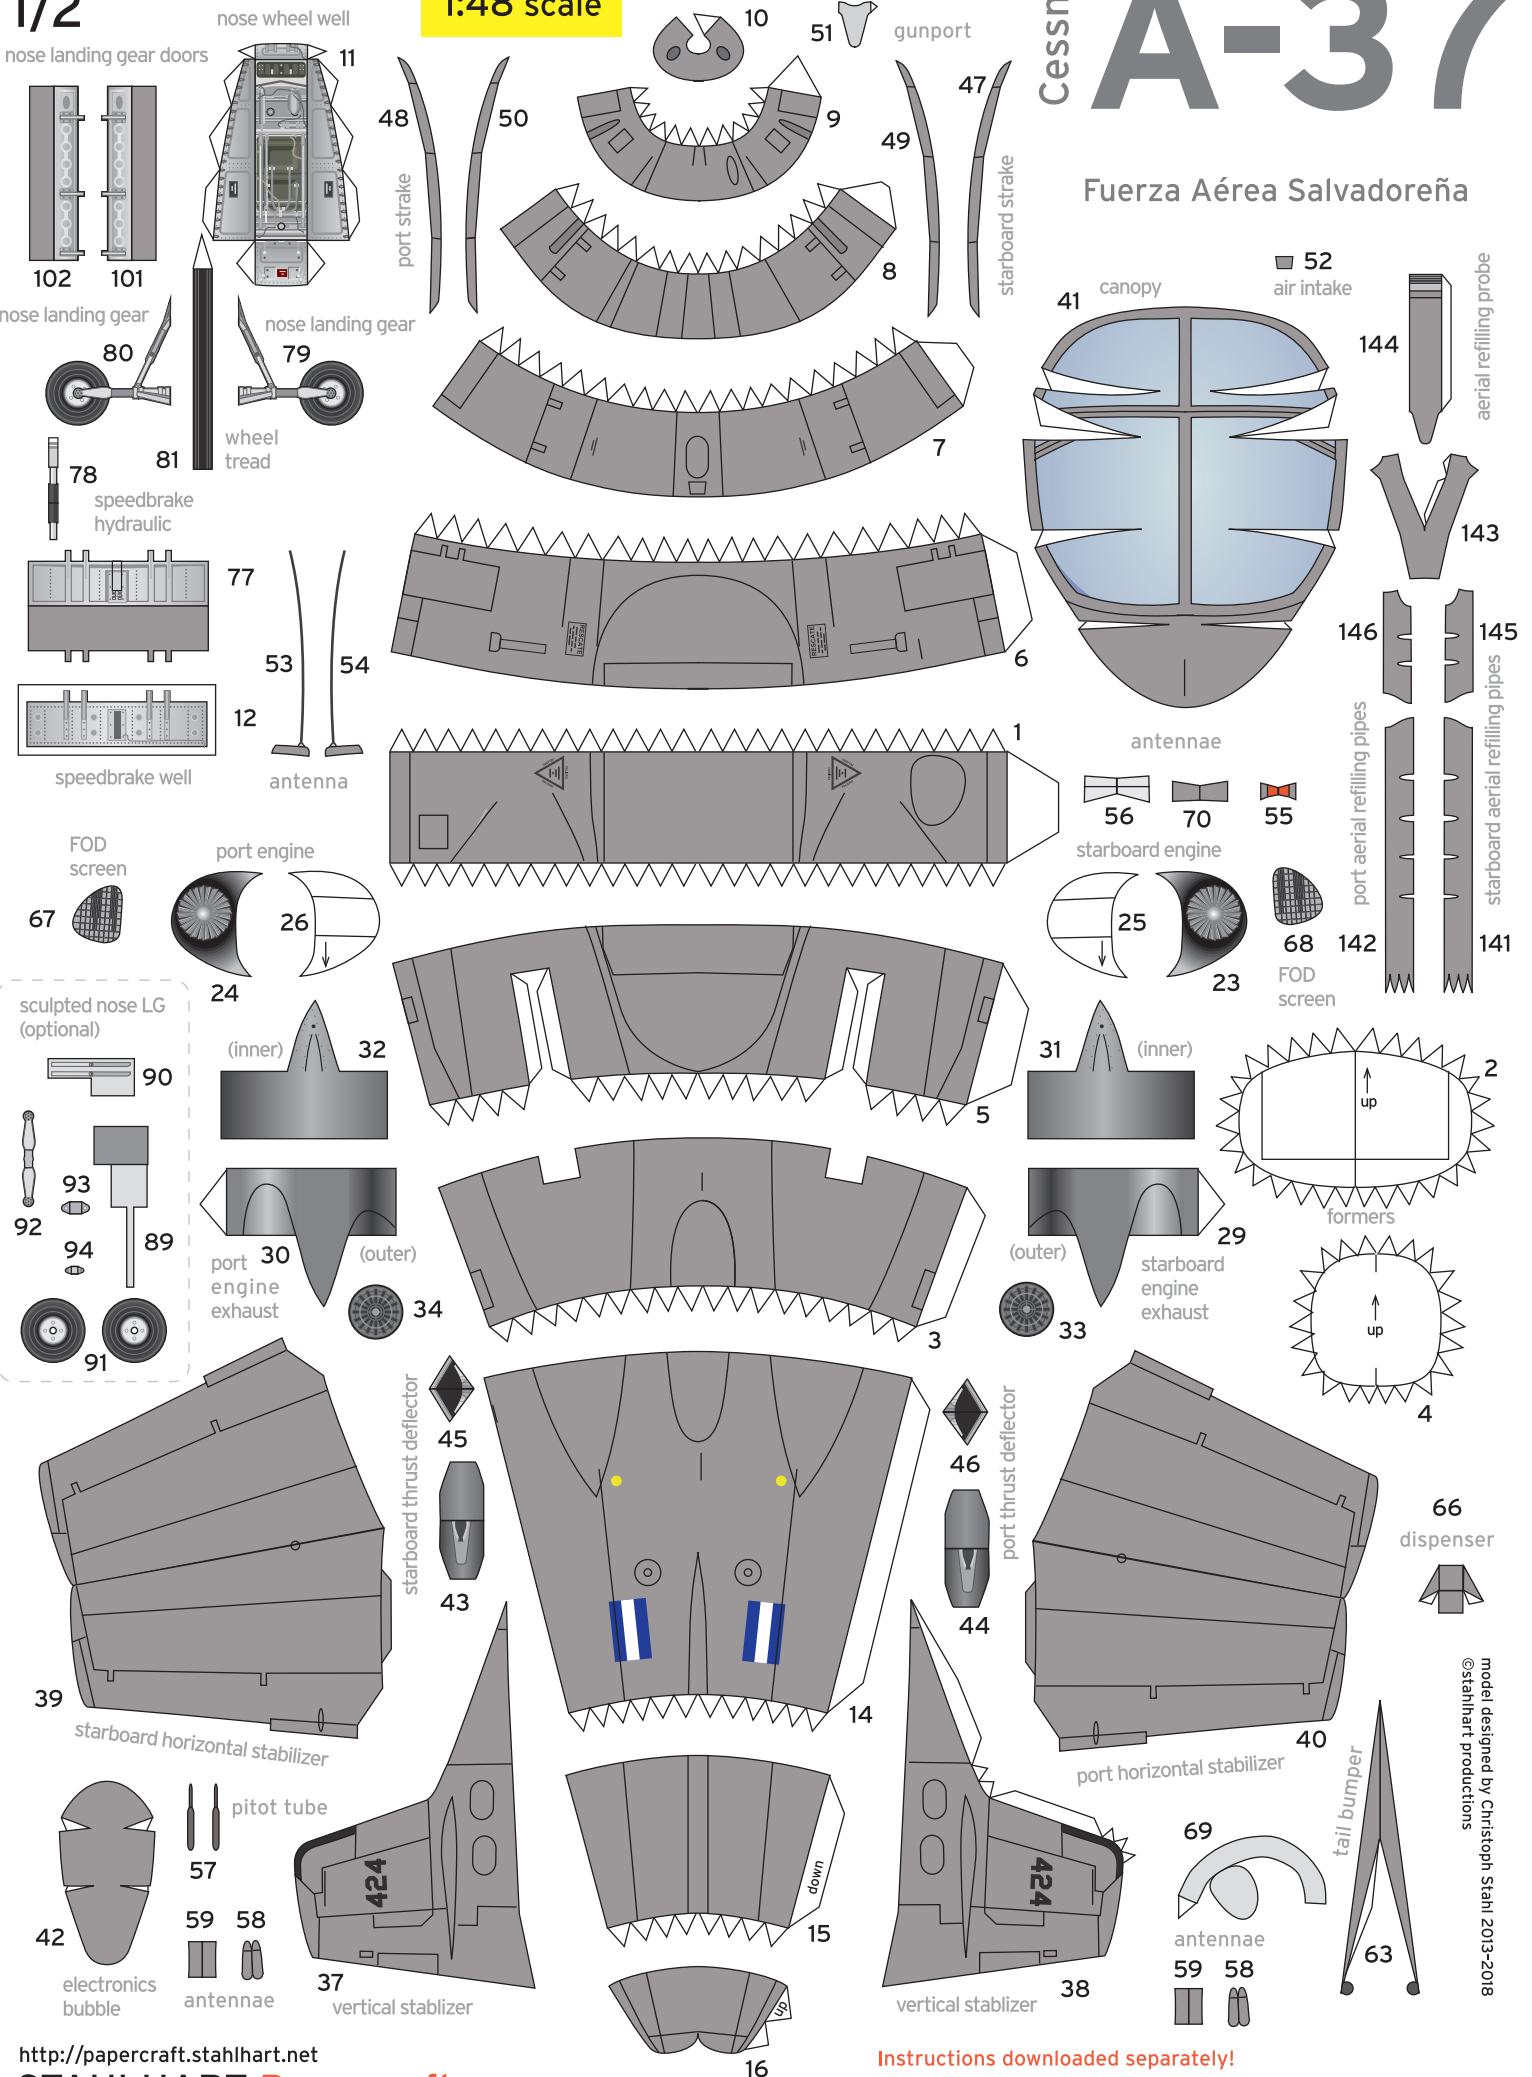 1/2
1:48 scale
Cessn
A-37
Fuerza Aérea Salvadoreña
nose wheel well
nose landing gear doors
11
102
101
nose landing gear
80
nose landing gear
79
81
wheel
tread
78
speedbrake
hydraulic
77
12
speedbrake well
48
50
port strake
53
54
antenna
10
51
gunport
9
8
7
47
49
starboard strake
RESCATE
RESCATE
6
1
41
canopy
52
air intake
144
aerial refilling probe
143
146
145
port aerial refilling pipes
starboard aerial refilling pipes
142
141
antennae
56
70
55
FOD
screen
67
port engine
26
24
starboard engine
25
23
68
FOD
screen
sculpted nose LG
(optional)
90
92
93
94
89
91
(inner)
32
port
engine
exhaust
30
(outer)
34
5
31
(inner)
29
(outer)
starboard
engine
exhaust
33
2
up
formers
up
4
3
starboard thrust deflector
45
43
port thrust deflector
46
44
66
dispenser
39
starboard horizontal stabilizer
14
40
port horizontal stabilizer
42
electronics
bubble
57
pitot tube
59
58
antennae
424
37
vertical stablizer
down
15
up
16
424
38
vertical stablizer
69
antennae
59
58
tail bumper
63
model designed by Christoph Stahl 2013-2018
©stahlhart productions
http://papercraft.stahlhart.net
Instructions downloaded separately!